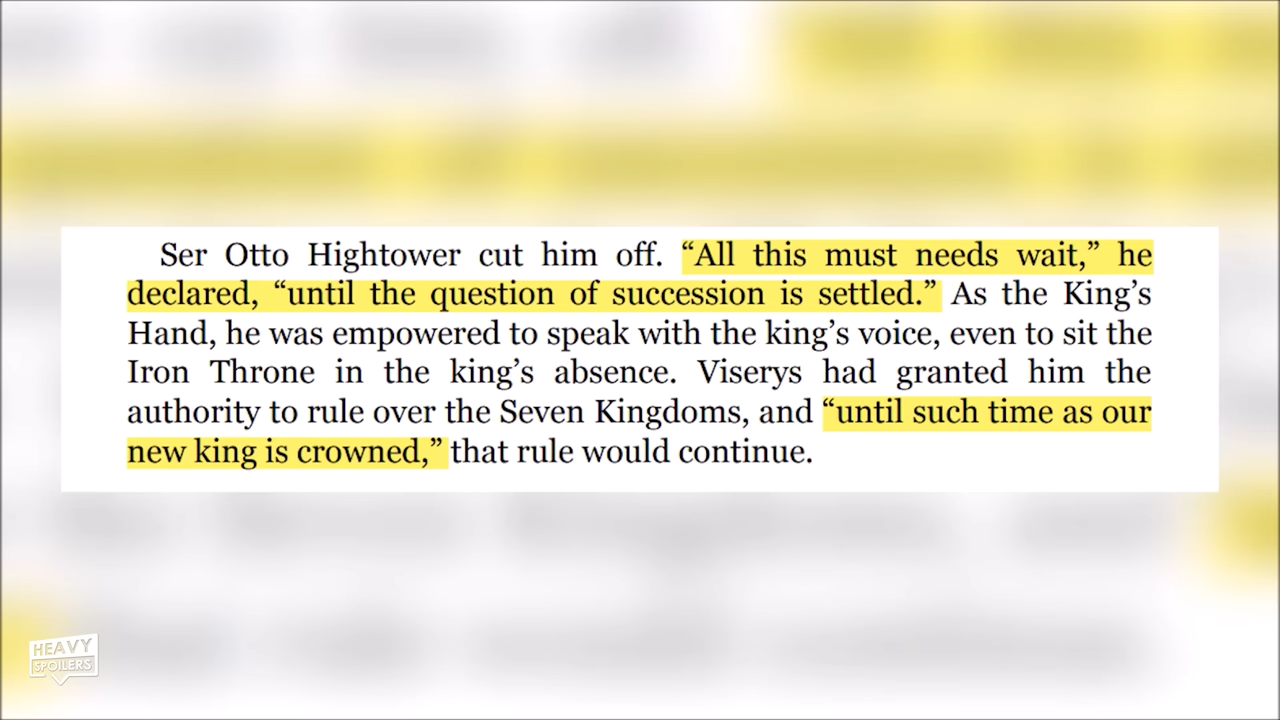 Ser Otto Hightower cut him off. “All this must needs wait,” he
declared, “until the question of succession is settled.” As the King’s
Hand, he was empowered to speak with the king’s voice, even to sit the
Iron Throne in the king’s absence. Viserys had granted him the
authority to rule over the Seven Kingdoms, and “until such time as our
new king is crowned,” that rule would continue.
HEAVY
SPOILERS